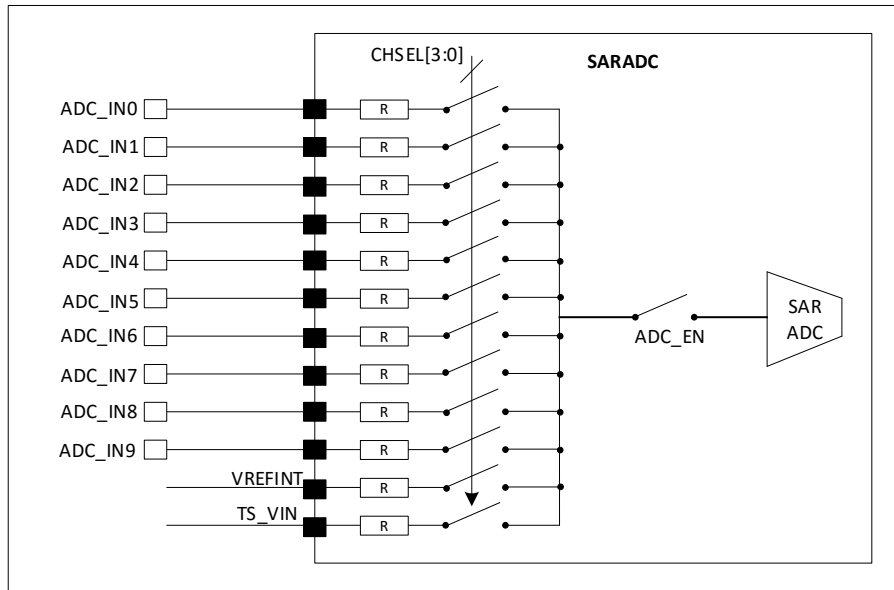 CHSEL[3:0]
SARADC
ADC_IN0
R
ADC_IN1
R
ADC_IN2
R
ADC_IN3
R
ADC_IN4
R
ADC_IN5
R
SAR
ADC
ADC_IN6
R
ADC_EN
ADC_IN7
R
ADC_IN8
R
ADC_IN9
R
VREFINT
R
TS_VIN
R